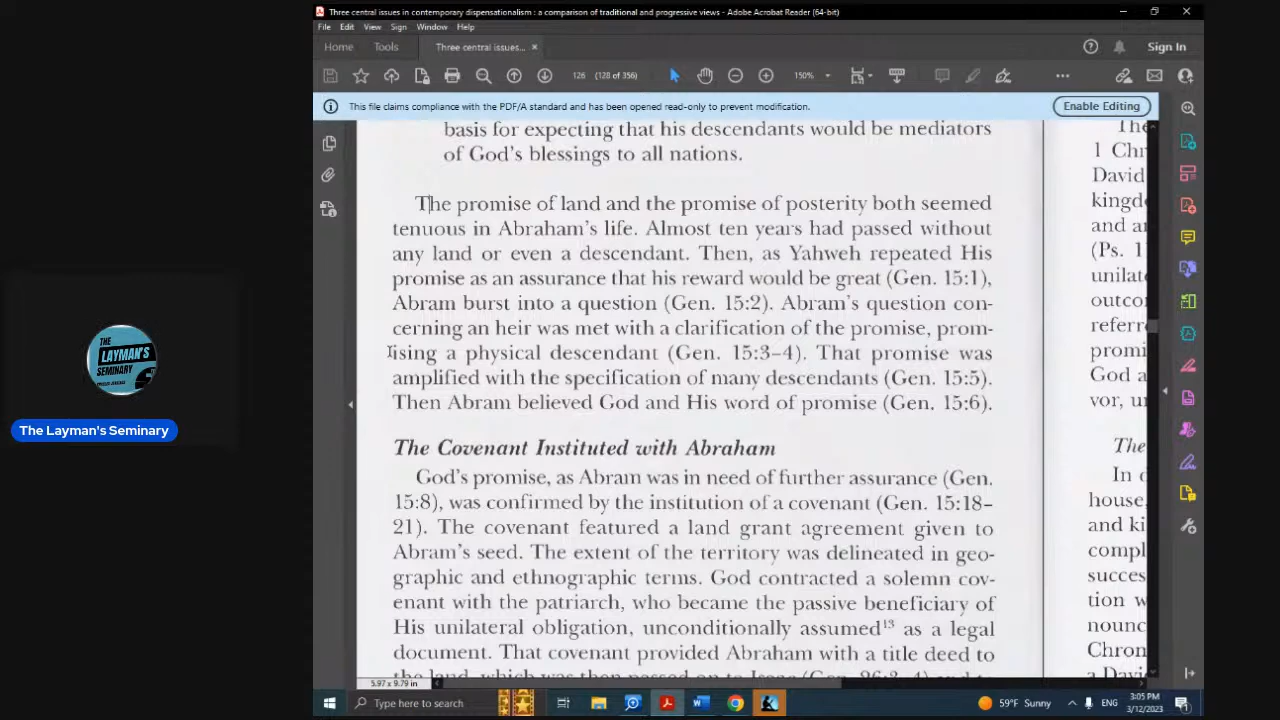 Three central issues in contemporary dispensationalism : a comparison of traditional and progressive views - Adobe Acrobat Reader (64-bit)
File Edit View Sign Window Help
Home Tools Three central issues... × Sign In
126 (128 of 356) 150%
This file claims compliance with the PDF/A standard and has been opened read-only to prevent modification. Enable Editing
basis for expecting that his descendants would be mediators
of God's blessings to all nations.
The promise of land and the promise of posterity both seemed
tenuous in Abraham's life. Almost ten years had passed without
any land or even a descendant. Then, as Yahweh repeated His
promise as an assurance that his reward would be great (Gen. 15:1),
Abram burst into a question (Gen. 15:2). Abram's question con-
cerning an heir was met with a clarification of the promise, prom-
ising a physical descendant (Gen. 15:3–4). That promise was
amplified with the specification of many descendants (Gen. 15:5).
Then Abram believed God and His word of promise (Gen. 15:6).
The Covenant Instituted with Abraham
God's promise, as Abram was in need of further assurance (Gen.
15:8), was confirmed by the institution of a covenant (Gen. 15:18–
21). The covenant featured a land grant agreement given to
Abram's seed. The extent of the territory was delineated in geo-
graphic and ethnographic terms. God contracted a solemn cov-
enant with the patriarch, who became the passive beneficiary of
His unilateral obligation, unconditionally assumed13 as a legal
document. That covenant provided Abraham with a title deed to
1 Chr
David
kingd
and ar
(Ps. 1
unilat
outco
referre
promi
God a
vor, u
The
In d
house,
and ki
compl
succes
tion w
nounc
Chron
a Davi
5.97 x 9.79 in
THE
LAYMAN'S
SEMINARY
The Layman's Seminary
Type here to search
59°F Sunny
ENG
3:05 PM
3/12/2023